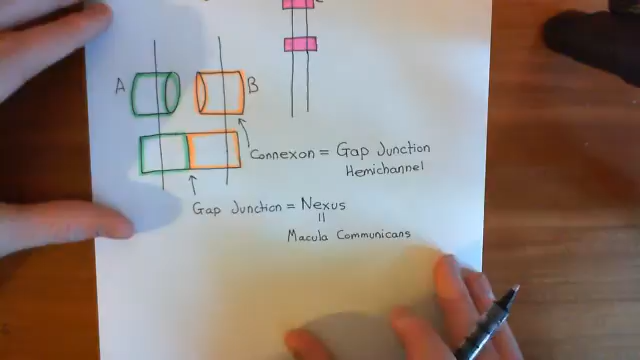 A
B
Connexon = Gap Junction
Hemichannel
Gap Junction = Nexus
=
Macula Communicans